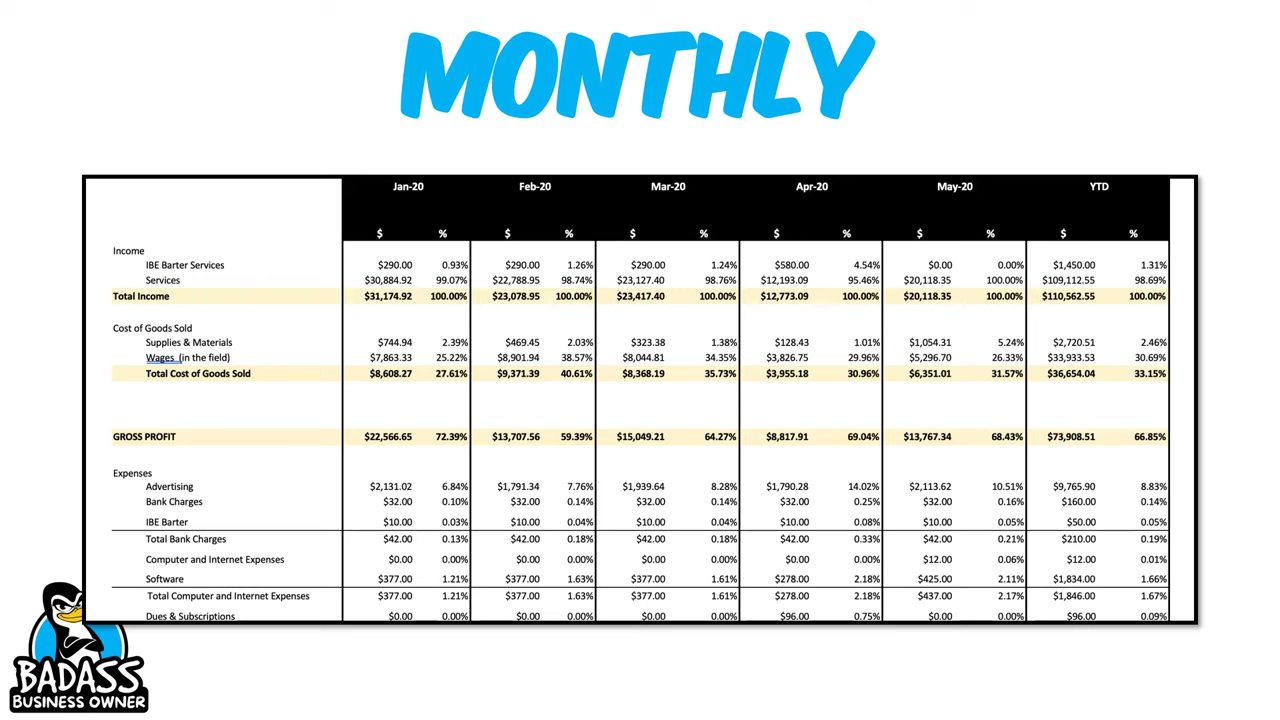 MONTHLY
Jan-20 Feb-20 Mar-20 Apr-20 May-20 YTD
$ % $ % $ % $ % $ % $ %
Income
IBE Barter Services $290.00 0.93% $290.00 1.26% $290.00 1.24% $580.00 4.54% $0.00 0.00% $1,450.00 1.31%
Services $30,884.92 99.07% $22,788.95 98.74% $23,127.40 98.76% $12,193.09 95.46% $20,118.35 100.00% $109,112.55 98.69%
Total Income $31,174.92 100.00% $23,078.95 100.00% $23,417.40 100.00% $12,773.09 100.00% $20,118.35 100.00% $110,562.55 100.00%
Cost of Goods Sold
Supplies & Materials $744.94 2.39% $469.45 2.03% $323.38 1.38% $128.43 1.01% $1,054.31 5.24% $2,720.51 2.46%
Wages (in the field) $7,863.33 25.22% $8,901.94 38.57% $8,044.81 34.35% $3,826.75 29.96% $5,296.70 26.33% $33,933.53 30.69%
Total Cost of Goods Sold $8,608.27 27.61% $9,371.39 40.61% $8,368.19 35.73% $3,955.18 30.96% $6,351.01 31.57% $36,654.04 33.15%
GROSS PROFIT $22,566.65 72.39% $13,707.56 59.39% $15,049.21 64.27% $8,817.91 69.04% $13,767.34 68.43% $73,908.51 66.85%
Expenses
Advertising $2,131.02 6.84% $1,791.34 7.76% $1,939.64 8.28% $1,790.28 14.02% $2,113.62 10.51% $9,765.90 8.83%
Bank Charges $32.00 0.10% $32.00 0.14% $32.00 0.14% $32.00 0.25% $32.00 0.16% $160.00 0.14%
IBE Barter $10.00 0.03% $10.00 0.04% $10.00 0.04% $10.00 0.08% $10.00 0.05% $50.00 0.05%
Total Bank Charges $42.00 0.13% $42.00 0.18% $42.00 0.18% $42.00 0.33% $42.00 0.21% $210.00 0.19%
Computer and Internet Expenses $0.00 0.00% $0.00 0.00% $0.00 0.00% $0.00 0.00% $12.00 0.06% $12.00 0.01%
Software $377.00 1.21% $377.00 1.63% $377.00 1.61% $278.00 2.18% $425.00 2.11% $1,834.00 1.66%
Total Computer and Internet Expenses $377.00 1.21% $377.00 1.63% $377.00 1.61% $278.00 2.18% $437.00 2.17% $1,846.00 1.67%
Dues & Subscriptions $0.00 0.00% $0.00 0.00% $0.00 0.00% $96.00 0.75% $0.00 0.00% $96.00 0.09%
BADASS
BUSINESS OWNER